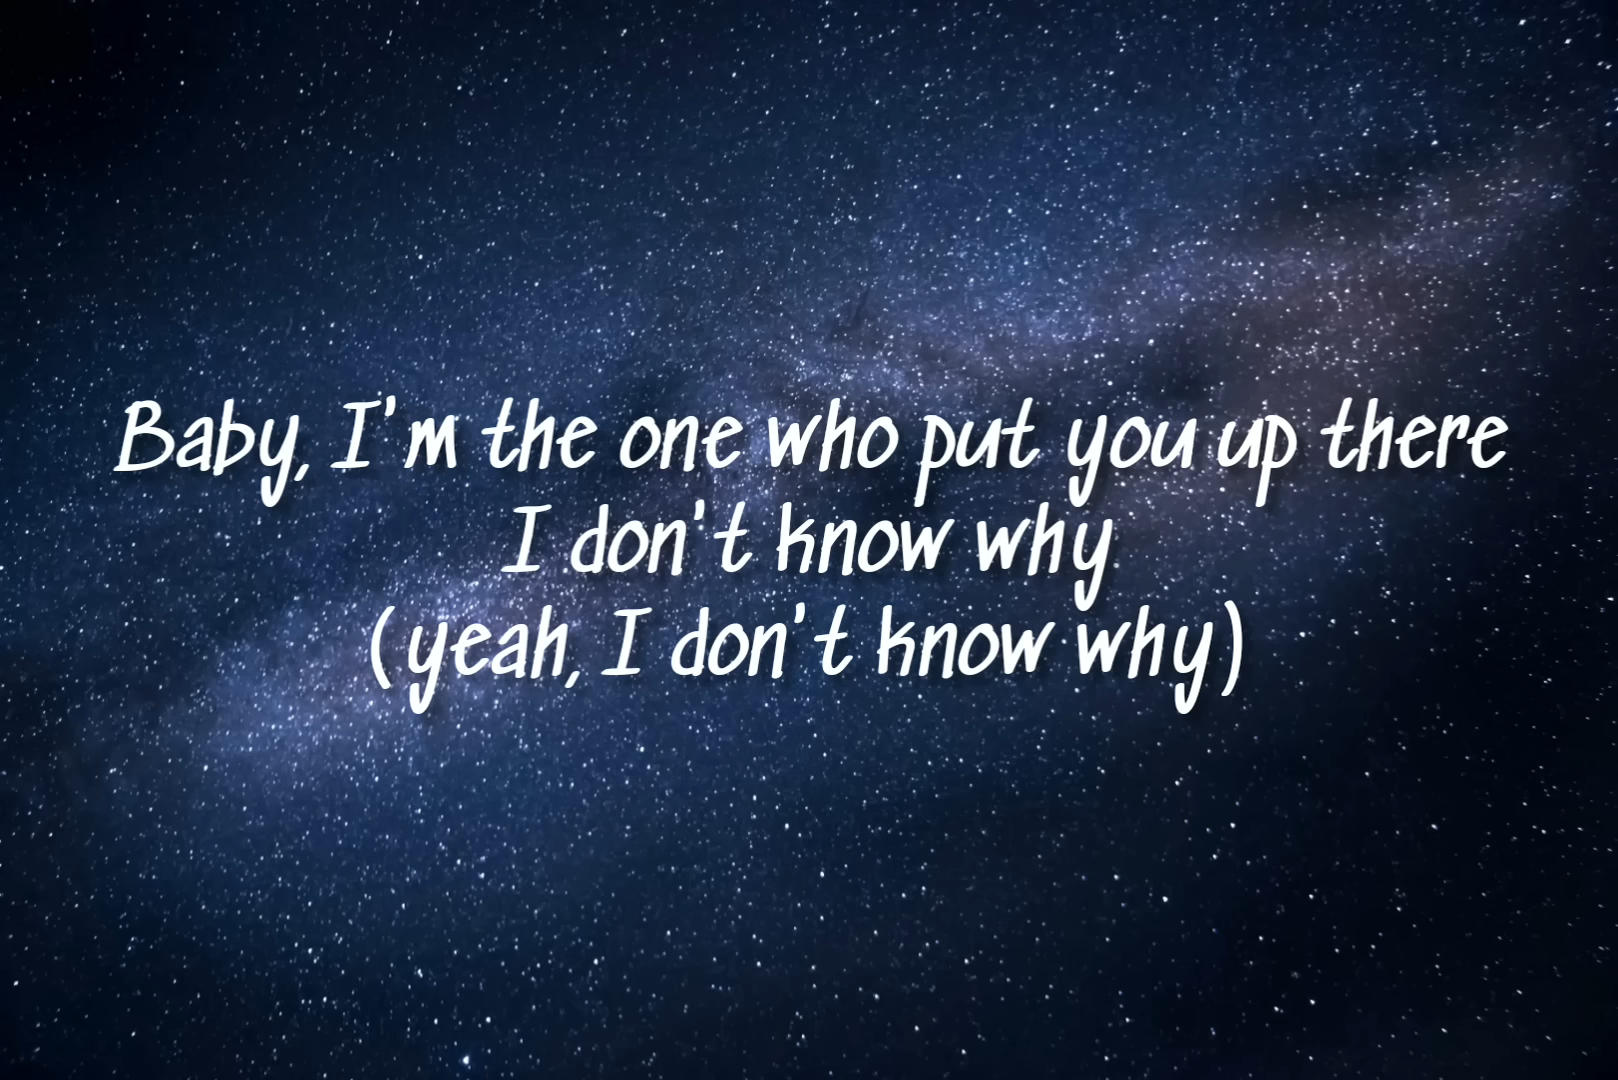 Baby, I'm the one who put you up there
I don't know why
(yeah, I don't know why)